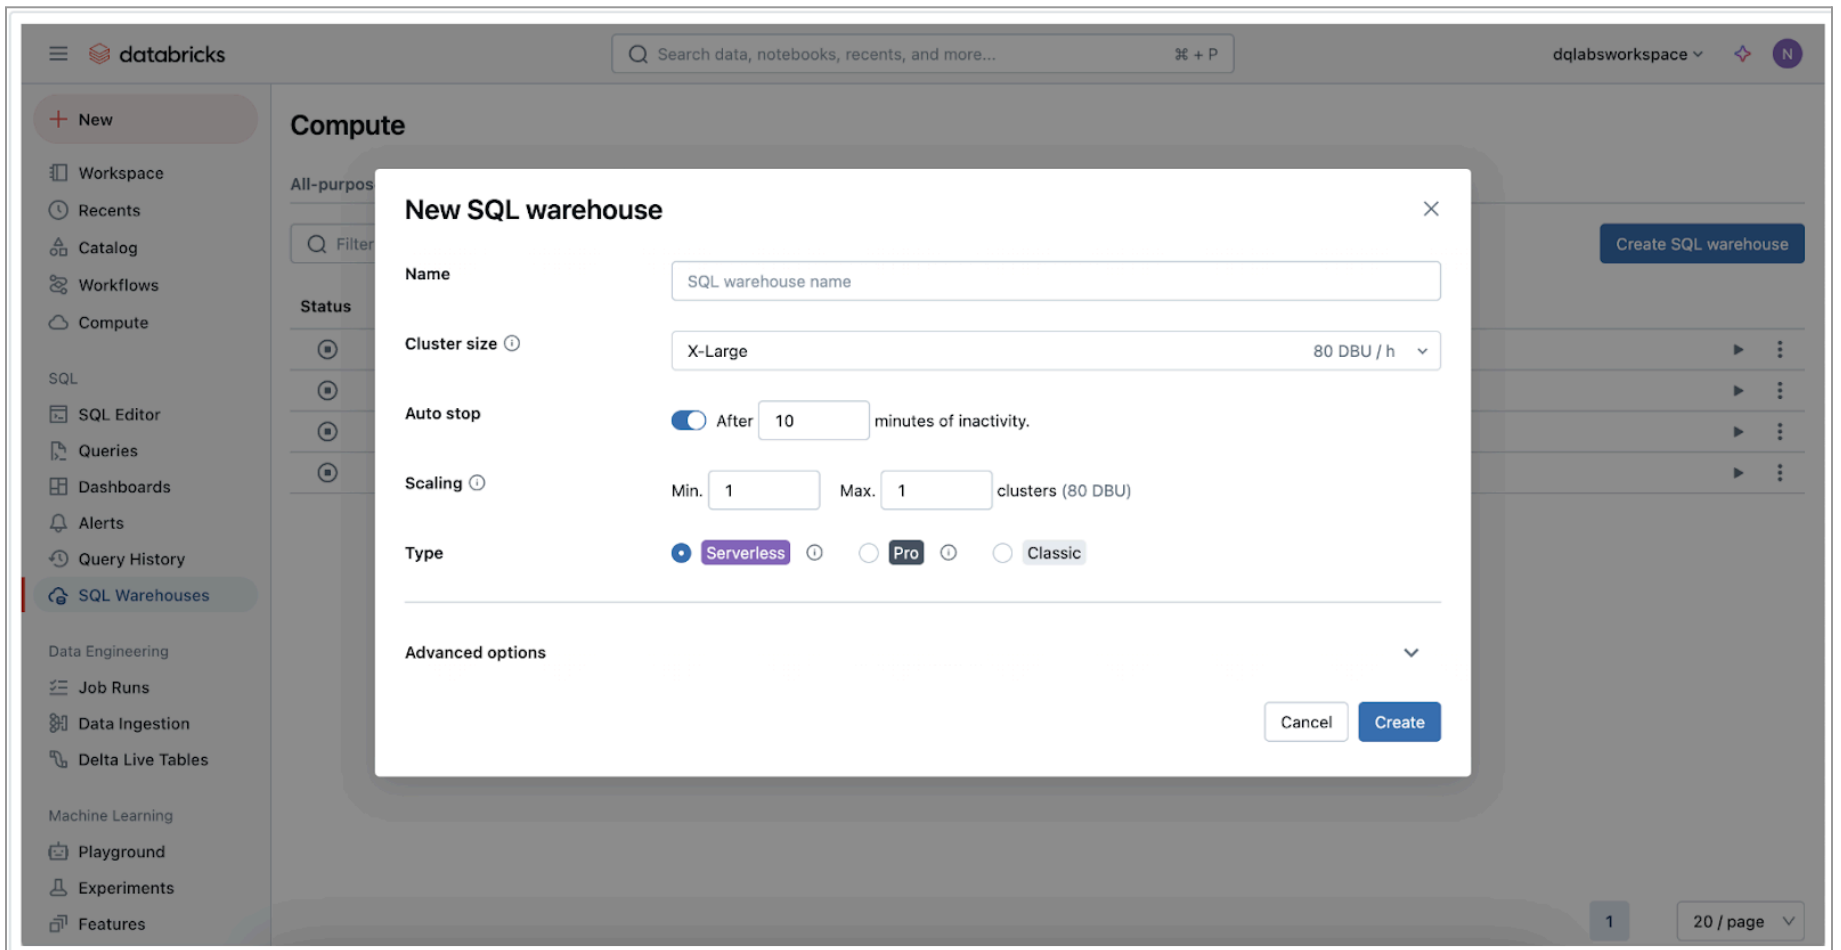 databricks
Search data, notebooks, recents, and more...
⌘ + P
dqlabsworkspace
N
New
Workspace
Recents
Catalog
Workflows
Compute
SQL
SQL Editor
Queries
Dashboards
Alerts
Query History
SQL Warehouses
Data Engineering
Job Runs
Data Ingestion
Delta Live Tables
Machine Learning
Playground
Experiments
Features
Compute
All-purpos
Filter
Create SQL warehouse
Status
New SQL warehouse
Name
SQL warehouse name
Cluster size
X-Large 80 DBU / h
Auto stop
After 10 minutes of inactivity.
Scaling
Min. 1 Max. 1 clusters (80 DBU)
Type
Serverless Pro Classic
Advanced options
Cancel Create
1 20 / page